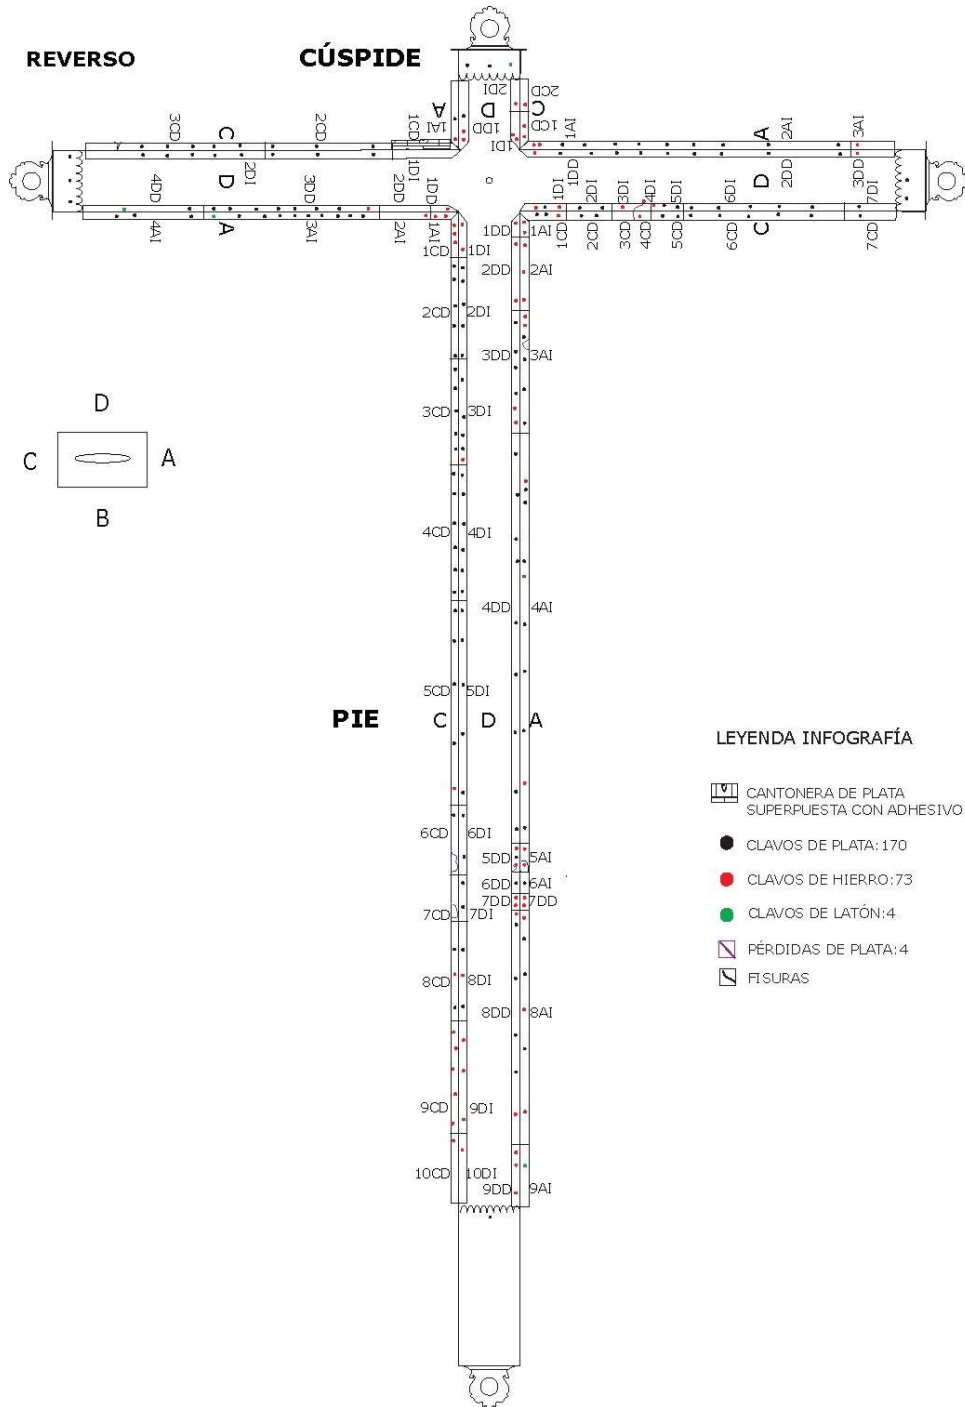 REVERSO
CÚSPIDE
A D C
2DI 2CD
1AI 1DD 1DI 1CD
3CD C 2CD 1CD
4DD 2DI D 3DD 2DD 1DI 1DD
4AI A 3AI 2AI 1AI
1AI A 2AI 3AI
1DD D 2DD 3DD
1DI 2DI 3DI 4DI 5DI 6DI 7DI
1CD 2CD 3CD 4CD 5CD C 6CD 7CD
1CD 1DI 1DD 1AI
2DD 2AI
2CD 2DI
3DD 3AI
3CD 3DI
D
C A
B
4CD 4DI
4DD 4AI
5CD 5DI
PIE C D A
LEYENDA INFOGRAFÍA
CANTONERA DE PLATA
SUPERPUESTA CON ADHESIVO
CLAVOS DE PLATA:170
CLAVOS DE HIERRO:73
CLAVOS DE LATÓN:4
PÉRDIDAS DE PLATA:4
FISURAS
6CD 6DI
5DD 5AI
6DD 6AI
7DD 7DD
7CD 7DI
8CD 8DI
8DD 8AI
9CD 9DI
10CD 10DI
9DD 9AI